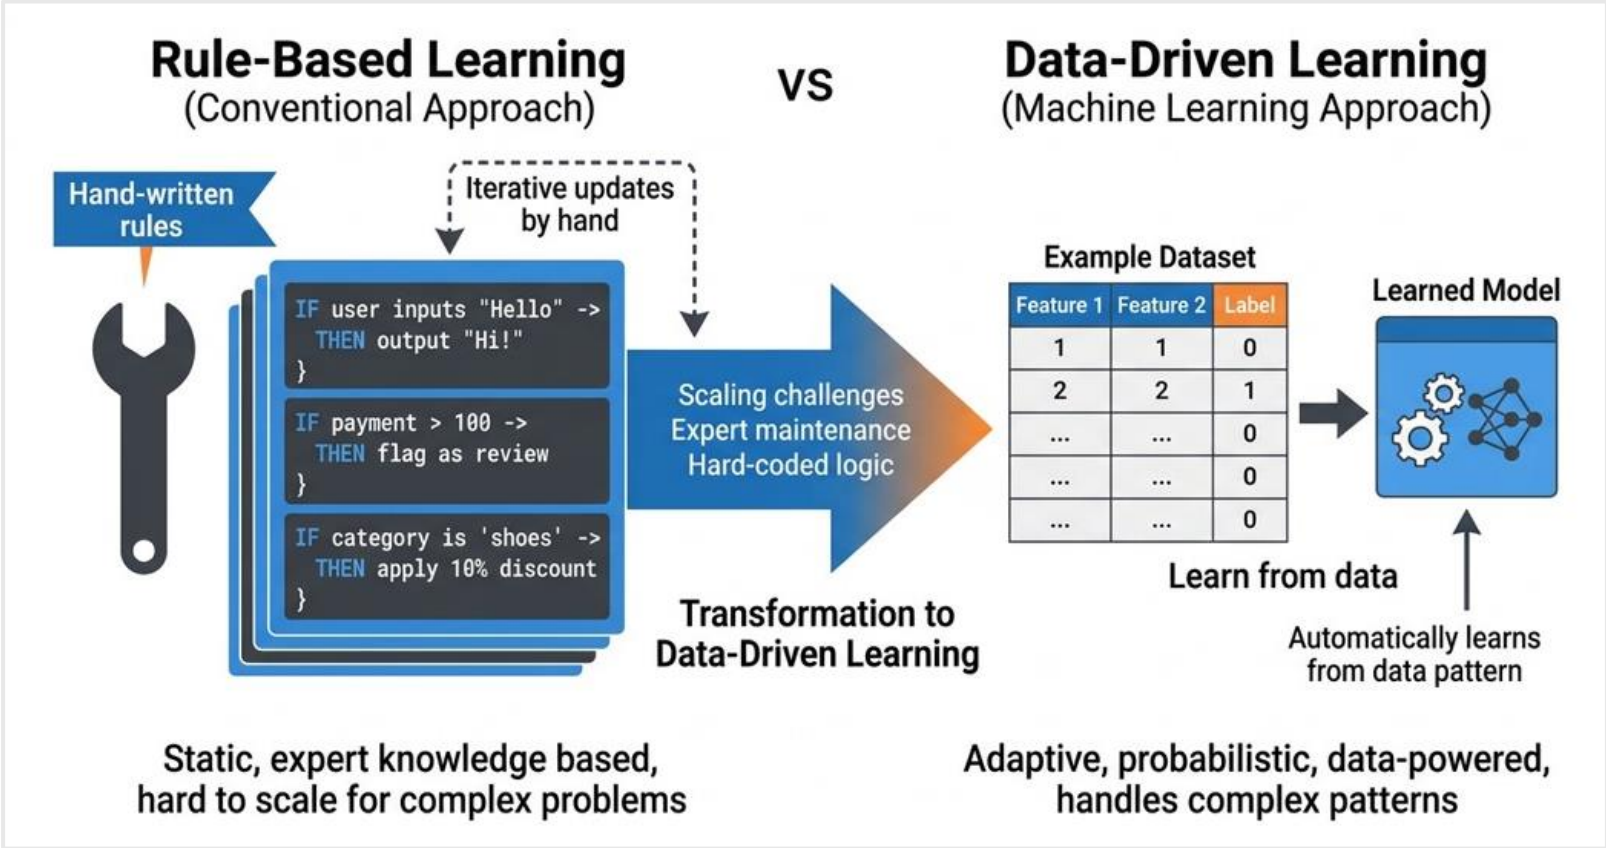 Rule-Based Learning
(Conventional Approach)
VS
Data-Driven Learning
(Machine Learning Approach)
Hand-written
rules
Iterative updates
by hand
IF user inputs "Hello" ->
THEN output "Hi!"
}
IF payment > 100 ->
THEN flag as review
}
IF category is 'shoes' ->
THEN apply 10% discount
}
Scaling challenges
Expert maintenance
Hard-coded logic
Transformation to
Data-Driven Learning
Example Dataset
Feature 1 Feature 2 Label
1 1 0
2 2 1
... ... 0
... ... 0
... ... 0
Learned Model
Learn from data
Automatically learns
from data pattern
Static, expert knowledge based,
hard to scale for complex problems
Adaptive, probabilistic, data-powered,
handles complex patterns